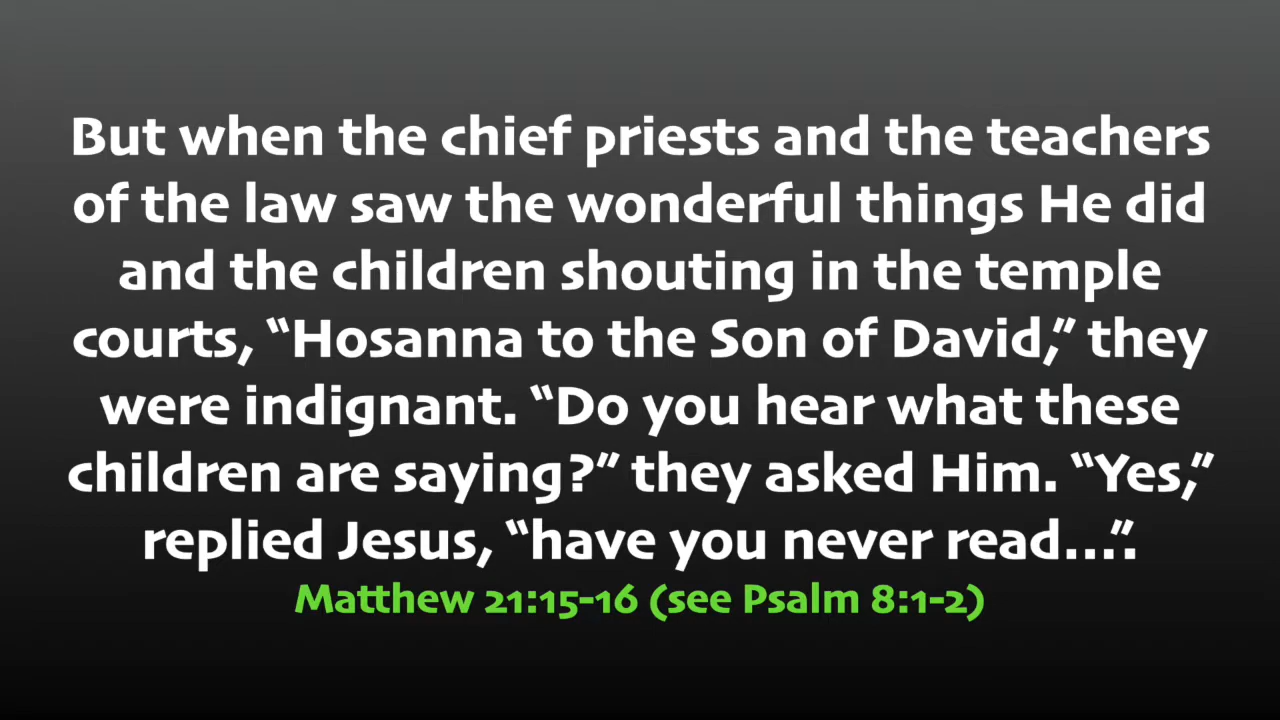 But when the chief priests and the teachers
of the law saw the wonderful things He did
and the children shouting in the temple
courts, “Hosanna to the Son of David,” they
were indignant. “Do you hear what these
children are saying?” they asked Him. “Yes,”
replied Jesus, “have you never read….”.
Matthew 21:15-16 (see Psalm 8:1-2)